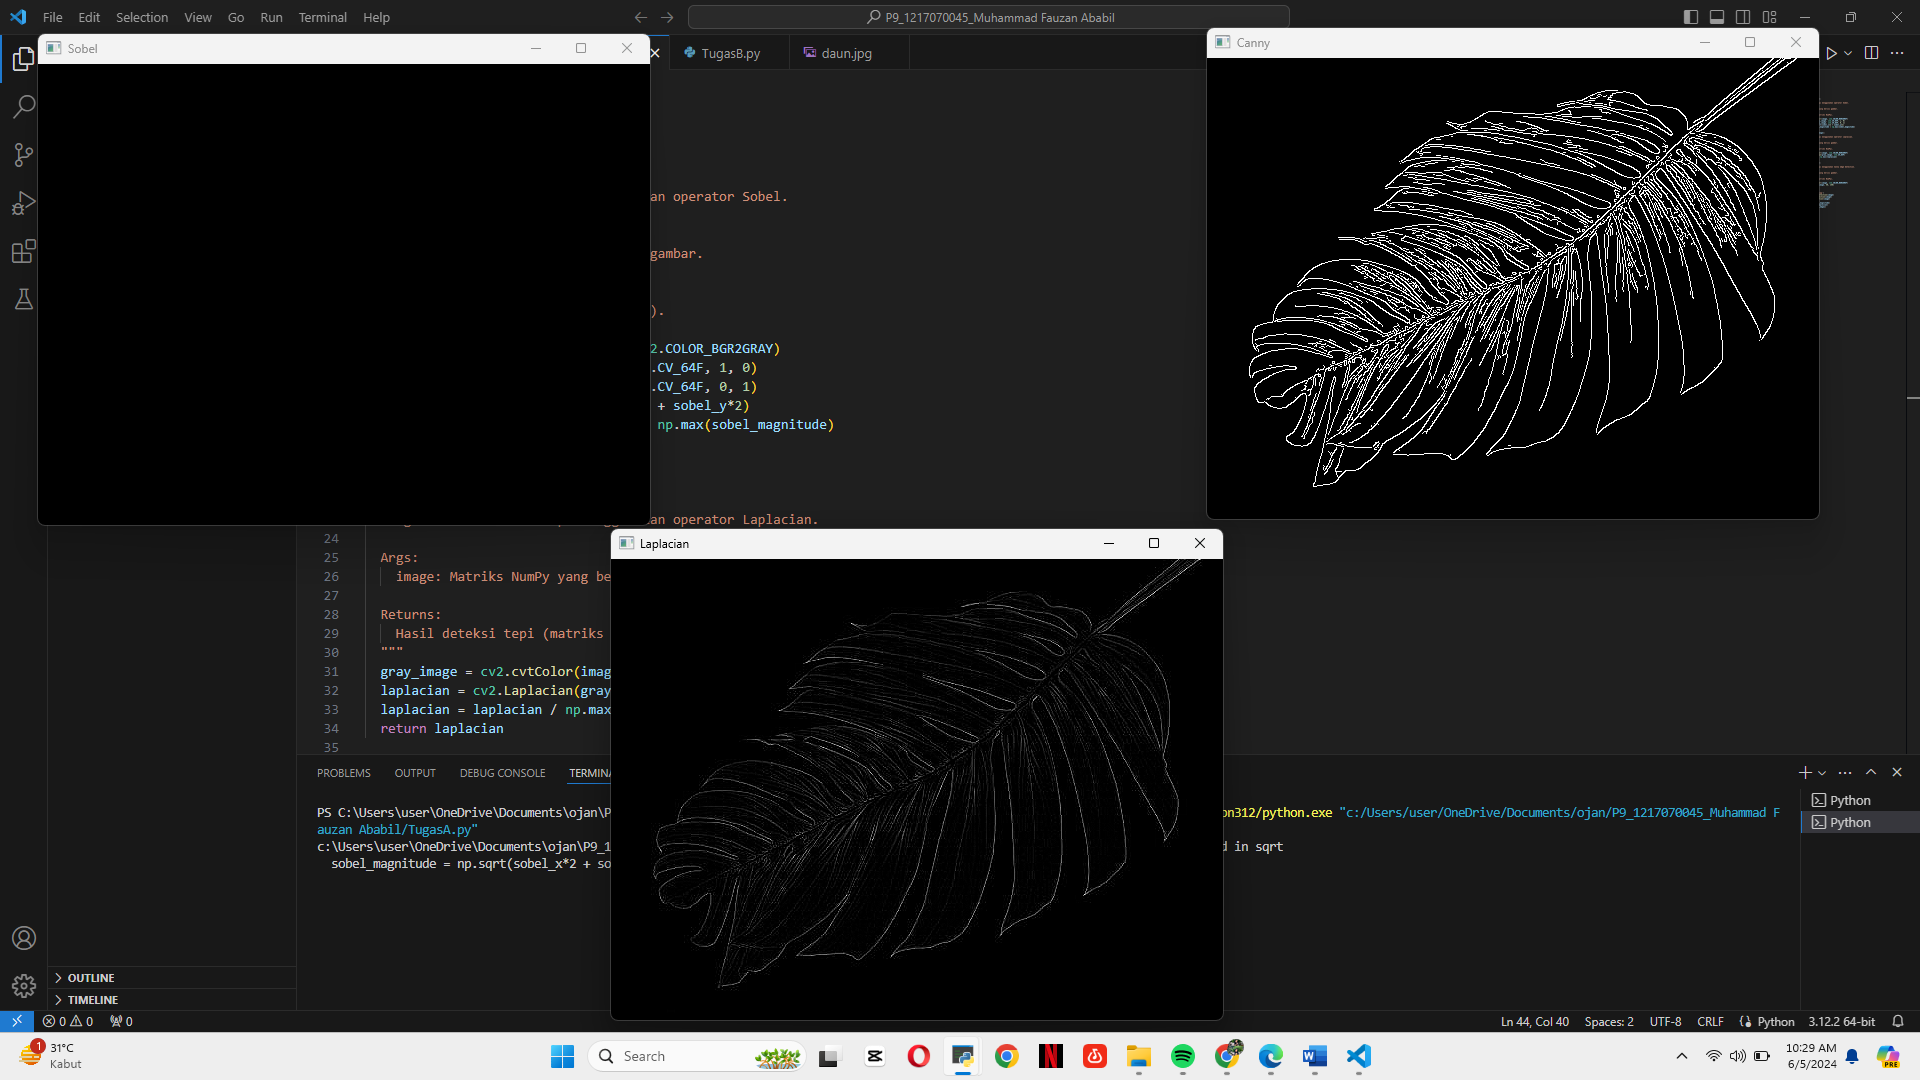 File Edit Selection View Go Run Terminal Help
P9_1217070045_Muhammad Fauzan Ababil
Sobel
TugasB.py
daun.jpg
Canny
an operator Sobel.
gambar.
).
2.COLOR_BGR2GRAY)
.CV_64F, 1, 0)
.CV_64F, 0, 1)
+ sobel_y*2)
np.max(sobel_magnitude)
an operator Laplacian.
Laplacian
24
25 Args:
26 image: Matriks NumPy yang be
27
28 Returns:
29 Hasil deteksi tepi (matriks
30 """
31 gray_image = cv2.cvtColor(imag
32 laplacian = cv2.Laplacian(gray
33 laplacian = laplacian / np.max
34 return laplacian
35
PROBLEMS OUTPUT DEBUG CONSOLE TERMINA
PS C:\Users\user\OneDrive\Documents\ojan\P
on312/python.exe "c:/Users/user/OneDrive/Documents/ojan/P9_1217070045_Muhammad F
auzan Ababil/TugasA.py"
c:\Users\user\OneDrive\Documents\ojan\P9_1
d in sqrt
sobel_magnitude = np.sqrt(sobel_x*2 + so
Python
Python
OUTLINE
TIMELINE
0 0 0
Ln 44, Col 40 Spaces: 2 UTF-8 CRLF Python 3.12.2 64-bit
1
31°C
Kabut
Search
10:29 AM
6/5/2024
PRE